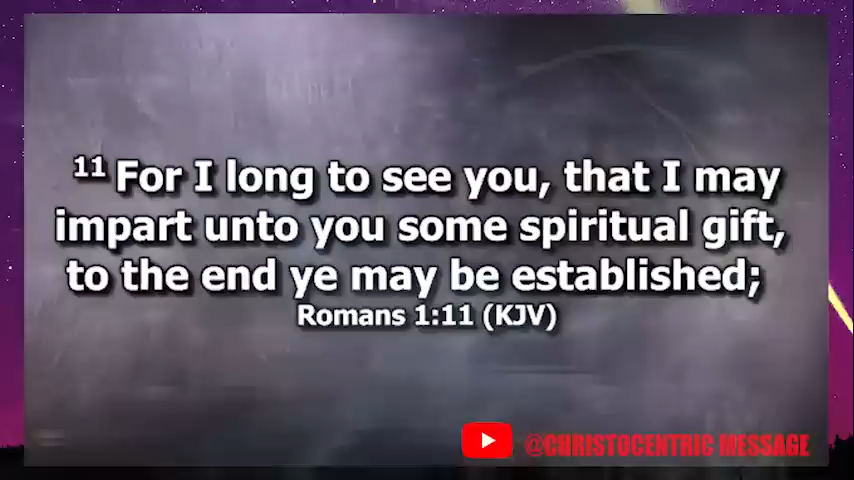 11 For I long to see you, that I may
impart unto you some spiritual gift,
to the end ye may be established;
Romans 1:11 (KJV)
@CHRISTOCENTRIC MESSAGE